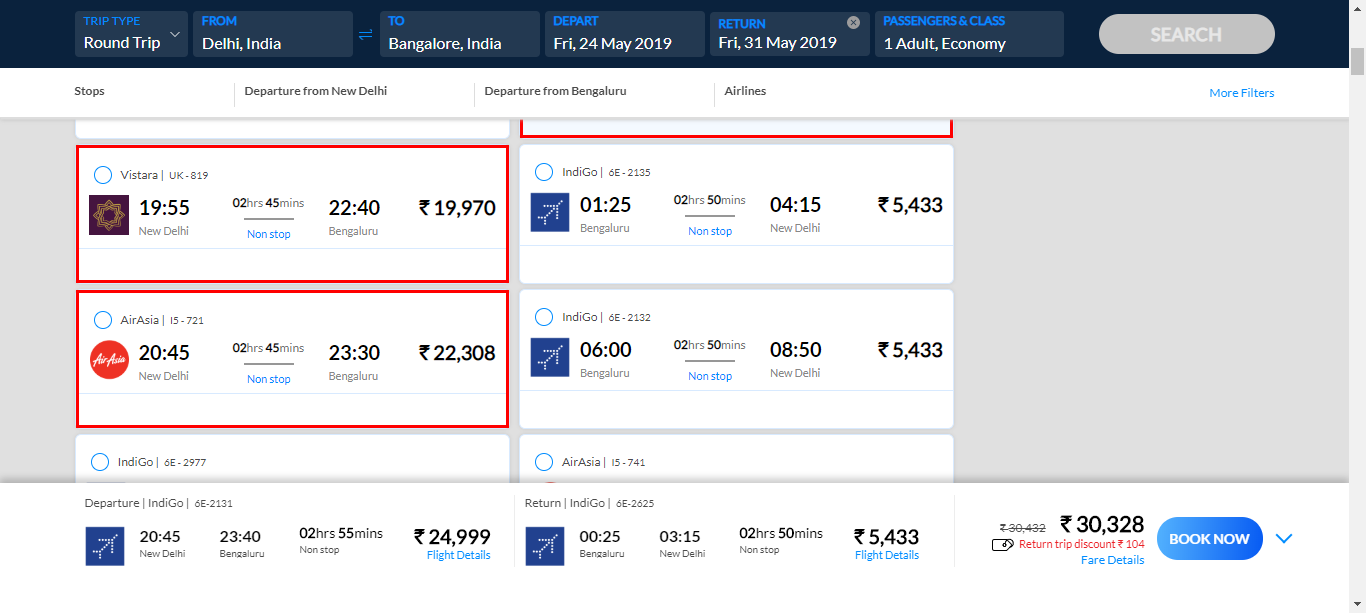 TRIP TYPE
Round Trip
FROM
Delhi, India
TO
Bangalore, India
DEPART
Fri, 24 May 2019
RETURN
Fri, 31 May 2019
PASSENGERS & CLASS
1 Adult, Economy
SEARCH
Stops
Departure from New Delhi
Departure from Bengaluru
Airlines
More Filters
Vistara | UK - 819
19:55
New Delhi
02hrs 45mins
Non stop
22:40
Bengaluru
₹ 19,970
IndiGo | 6E - 2135
01:25
Bengaluru
02hrs 50mins
Non stop
04:15
New Delhi
₹ 5,433
AirAsia | I5 - 721
AirAsia
20:45
New Delhi
02hrs 45mins
Non stop
23:30
Bengaluru
₹ 22,308
IndiGo | 6E - 2132
06:00
Bengaluru
02hrs 50mins
Non stop
08:50
New Delhi
₹ 5,433
IndiGo | 6E - 2977
AirAsia | I5 - 741
Departure | IndiGo | 6E-2131
20:45
New Delhi
23:40
Bengaluru
02hrs 55mins
Non stop
₹ 24,999
Flight Details
Return | IndiGo | 6E-2625
00:25
Bengaluru
03:15
New Delhi
02hrs 50mins
Non stop
₹ 5,433
Flight Details
₹ 30,432 ₹ 30,328
Return trip discount ₹ 104
Fare Details
BOOK NOW